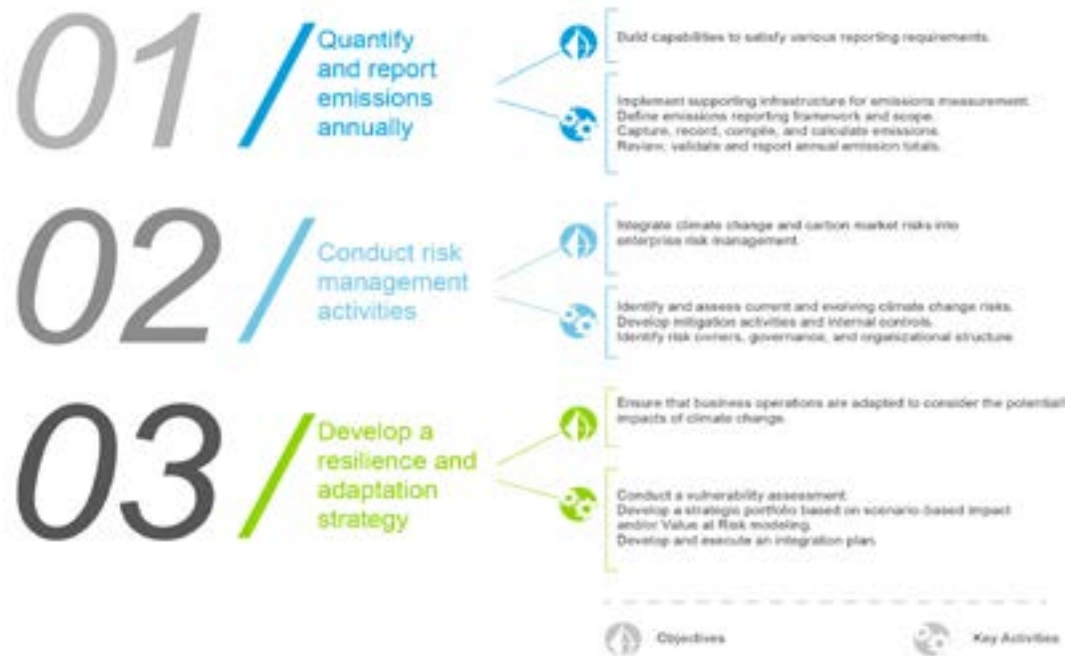 01
Quantify
and report
emissions
annually
Build capabilities to satisfy various reporting requirements.
Implement supporting infrastructure for emissions measurement.
Define emissions reporting framework and scope.
Capture, record, compile, and calculate emissions.
Review, validate and report annual emission totals.
02
Conduct risk
management
activities
Integrate climate change and carbon market risks into
enterprise risk management.
Identify and assess current and evolving climate change risks.
Develop mitigation activities and internal controls.
Identify risk owners, governance, and organizational structure
03
Develop a
resilience and
adaptation
strategy
Ensure that business operations are adapted to consider the potential
impacts of climate change.
Conduct a vulnerability assessment
Develop a strategic portfolio based on scenario-based impact
and/or Value at Risk modeling.
Develop and execute an integration plan.
Objectives
Key Activities